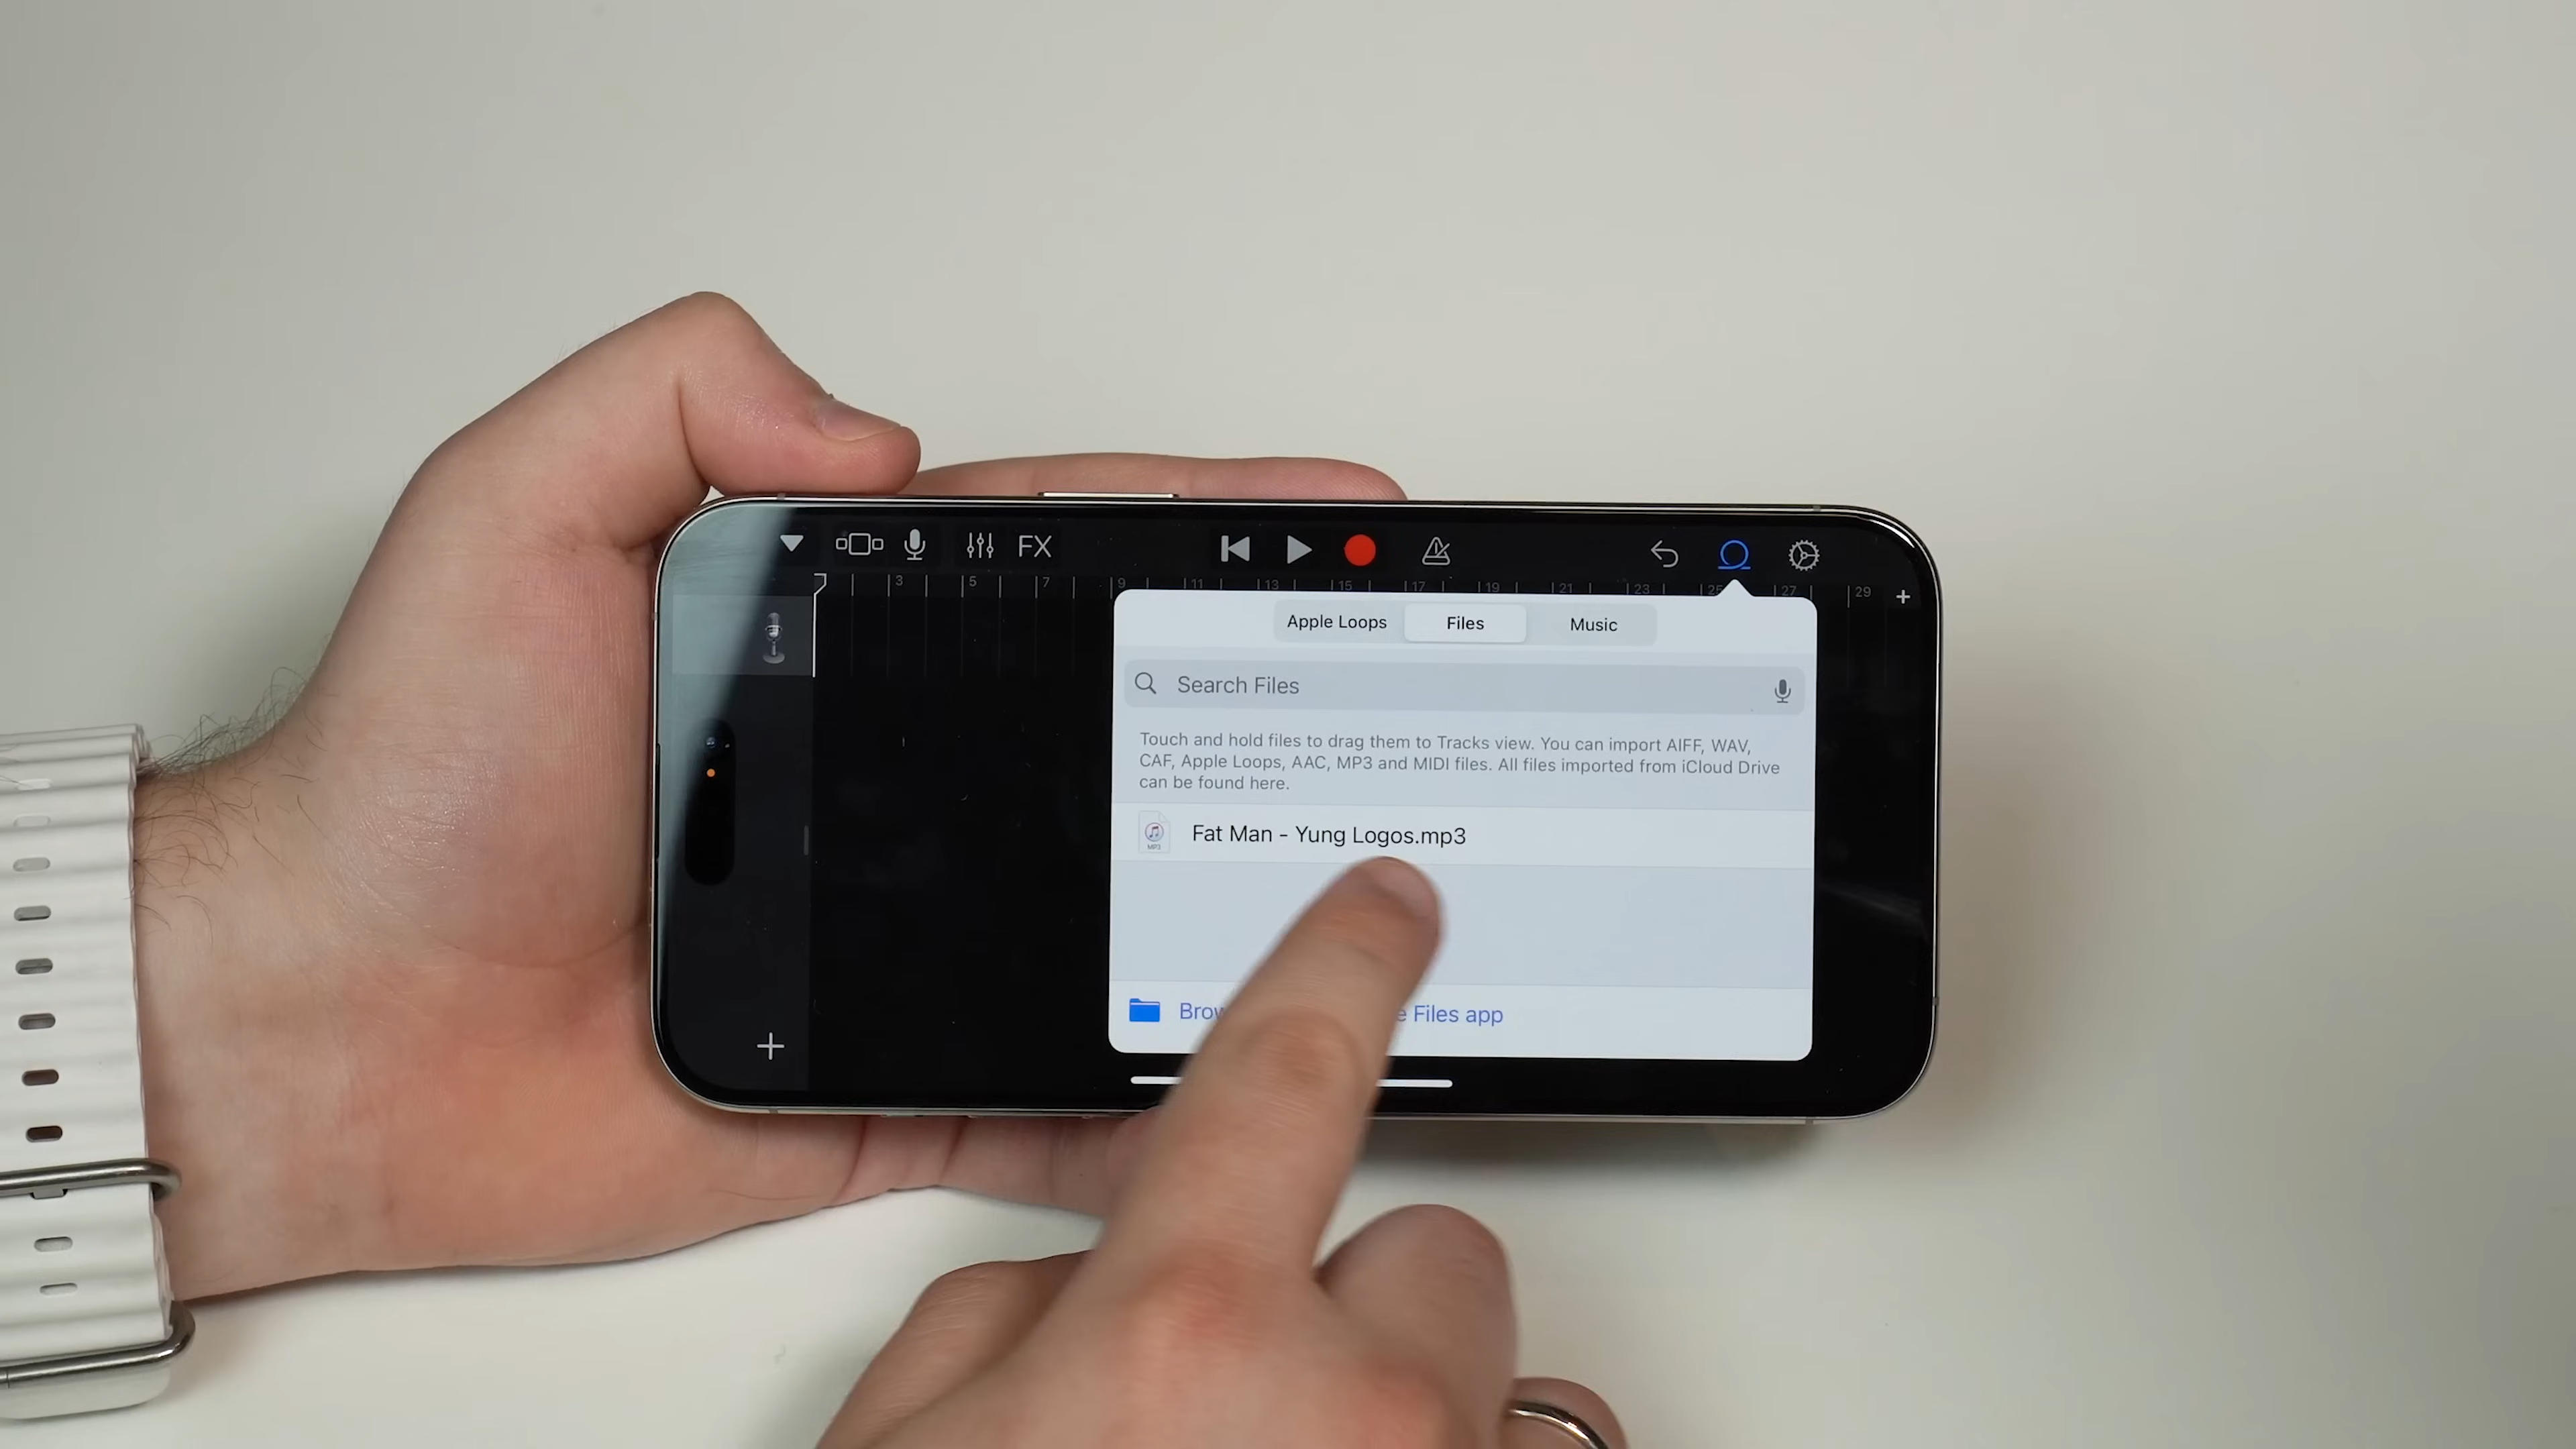 FX
3 5 7 9 11 13 15 17 19 21 23 25 27 29
Apple Loops Files Music
Search Files
Touch and hold files to drag them to Tracks view. You can import AIFF, WAV,
CAF, Apple Loops, AAC, MP3 and MIDI files. All files imported from iCloud Drive
can be found here.
MP3
Fat Man - Yung Logos.mp3
Files app